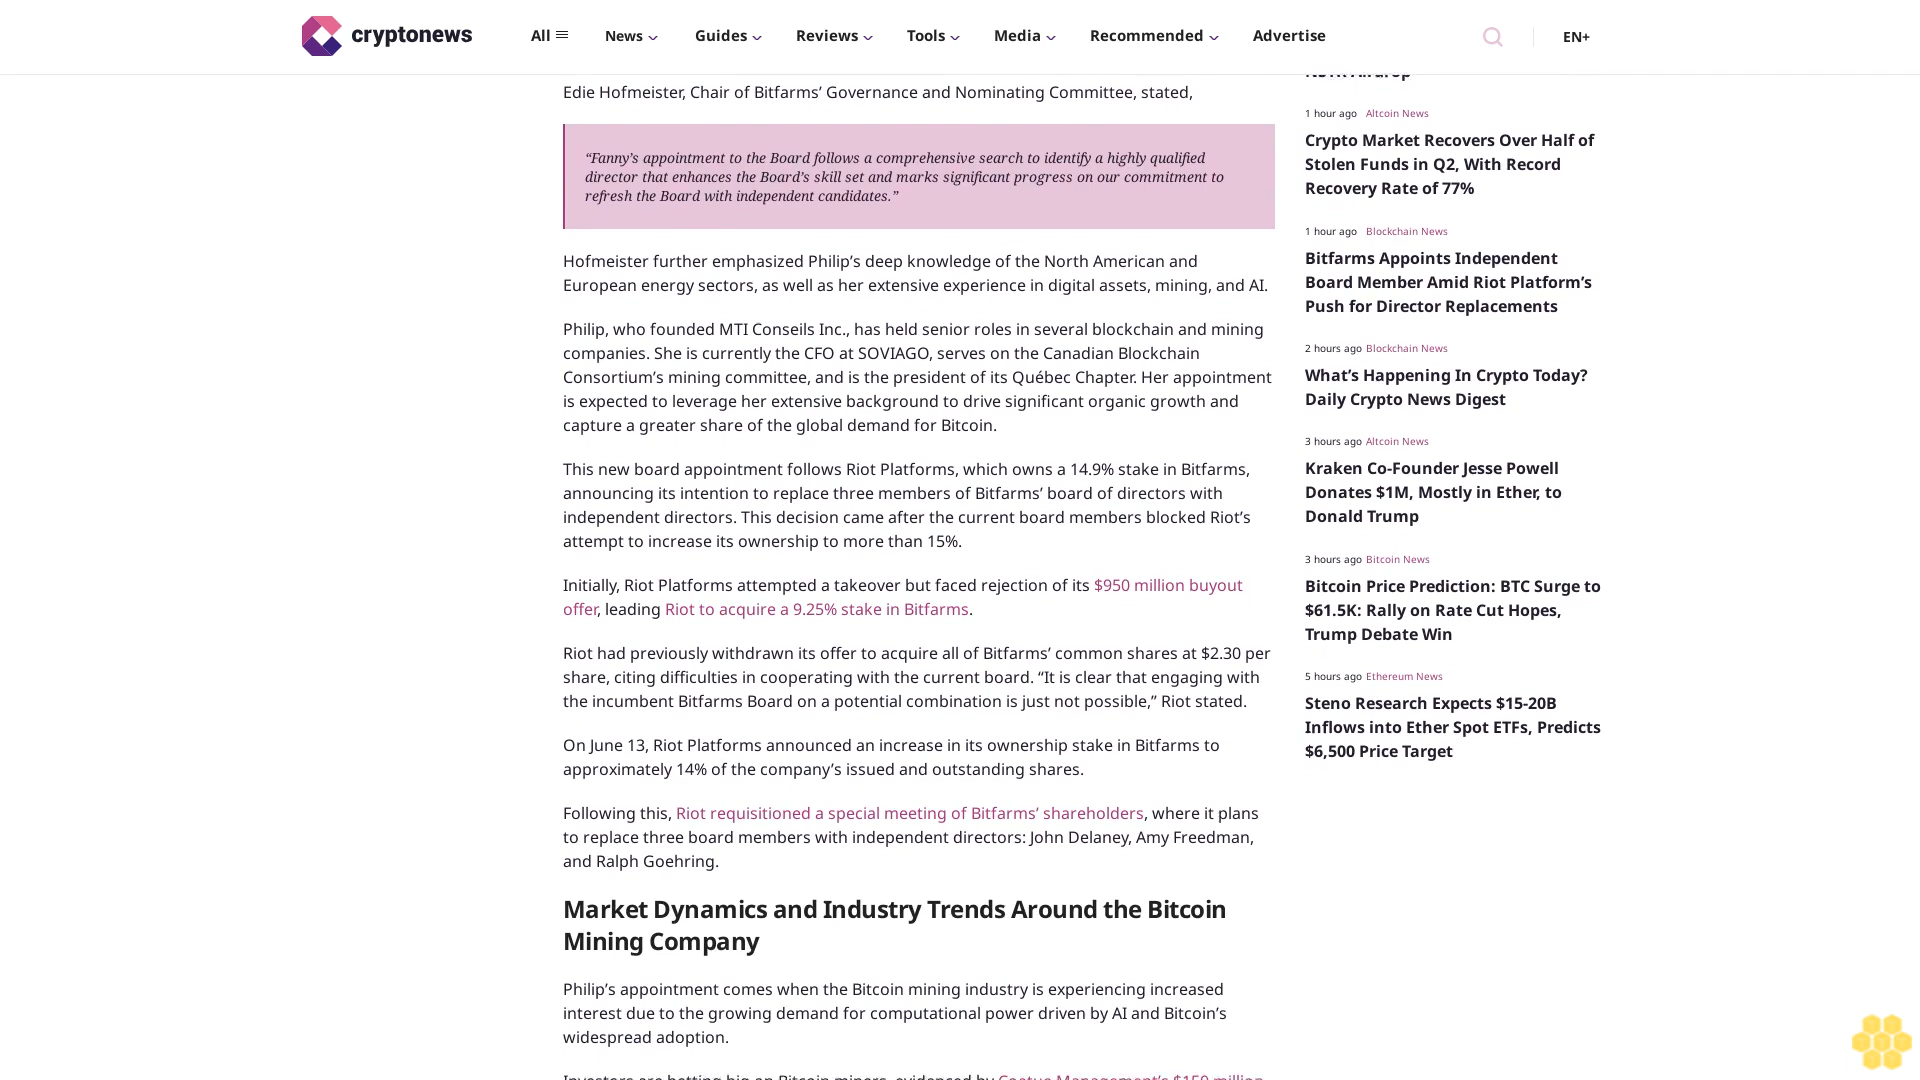 cryptonews
All
News
Guides
Reviews
Tools
Media
Recommended
Advertise
EN+
Edie Hofmeister, Chair of Bitfarms’ Governance and Nominating Committee, stated,
“Fanny’s appointment to the Board follows a comprehensive search to identify a highly qualified
director that enhances the Board’s skill set and marks significant progress on our commitment to
refresh the Board with independent candidates.”
Hofmeister further emphasized Philip’s deep knowledge of the North American and
European energy sectors, as well as her extensive experience in digital assets, mining, and AI.
Philip, who founded MTI Conseils Inc., has held senior roles in several blockchain and mining
companies. She is currently the CFO at SOVIAGO, serves on the Canadian Blockchain
Consortium’s mining committee, and is the president of its Québec Chapter. Her appointment
is expected to leverage her extensive background to drive significant organic growth and
capture a greater share of the global demand for Bitcoin.
This new board appointment follows Riot Platforms, which owns a 14.9% stake in Bitfarms,
announcing its intention to replace three members of Bitfarms’ board of directors with
independent directors. This decision came after the current board members blocked Riot’s
attempt to increase its ownership to more than 15%.
Initially, Riot Platforms attempted a takeover but faced rejection of its $950 million buyout
offer, leading Riot to acquire a 9.25% stake in Bitfarms.
Riot had previously withdrawn its offer to acquire all of Bitfarms’ common shares at $2.30 per
share, citing difficulties in cooperating with the current board. “It is clear that engaging with
the incumbent Bitfarms Board on a potential combination is just not possible,” Riot stated.
On June 13, Riot Platforms announced an increase in its ownership stake in Bitfarms to
approximately 14% of the company’s issued and outstanding shares.
Following this, Riot requisitioned a special meeting of Bitfarms’ shareholders, where it plans
to replace three board members with independent directors: John Delaney, Amy Freedman,
and Ralph Goehring.
Market Dynamics and Industry Trends Around the Bitcoin
Mining Company
Philip’s appointment comes when the Bitcoin mining industry is experiencing increased
interest due to the growing demand for computational power driven by AI and Bitcoin’s
widespread adoption.
Investors are betting big on Bitcoin miners, evidenced by Coatue Management’s $150 million
1 hour ago Altcoin News
Crypto Market Recovers Over Half of
Stolen Funds in Q2, With Record
Recovery Rate of 77%
1 hour ago Blockchain News
Bitfarms Appoints Independent
Board Member Amid Riot Platform’s
Push for Director Replacements
2 hours ago Blockchain News
What’s Happening In Crypto Today?
Daily Crypto News Digest
3 hours ago Altcoin News
Kraken Co-Founder Jesse Powell
Donates $1M, Mostly in Ether, to
Donald Trump
3 hours ago Bitcoin News
Bitcoin Price Prediction: BTC Surge to
$61.5K: Rally on Rate Cut Hopes,
Trump Debate Win
5 hours ago Ethereum News
Steno Research Expects $15-20B
Inflows into Ether Spot ETFs, Predicts
$6,500 Price Target